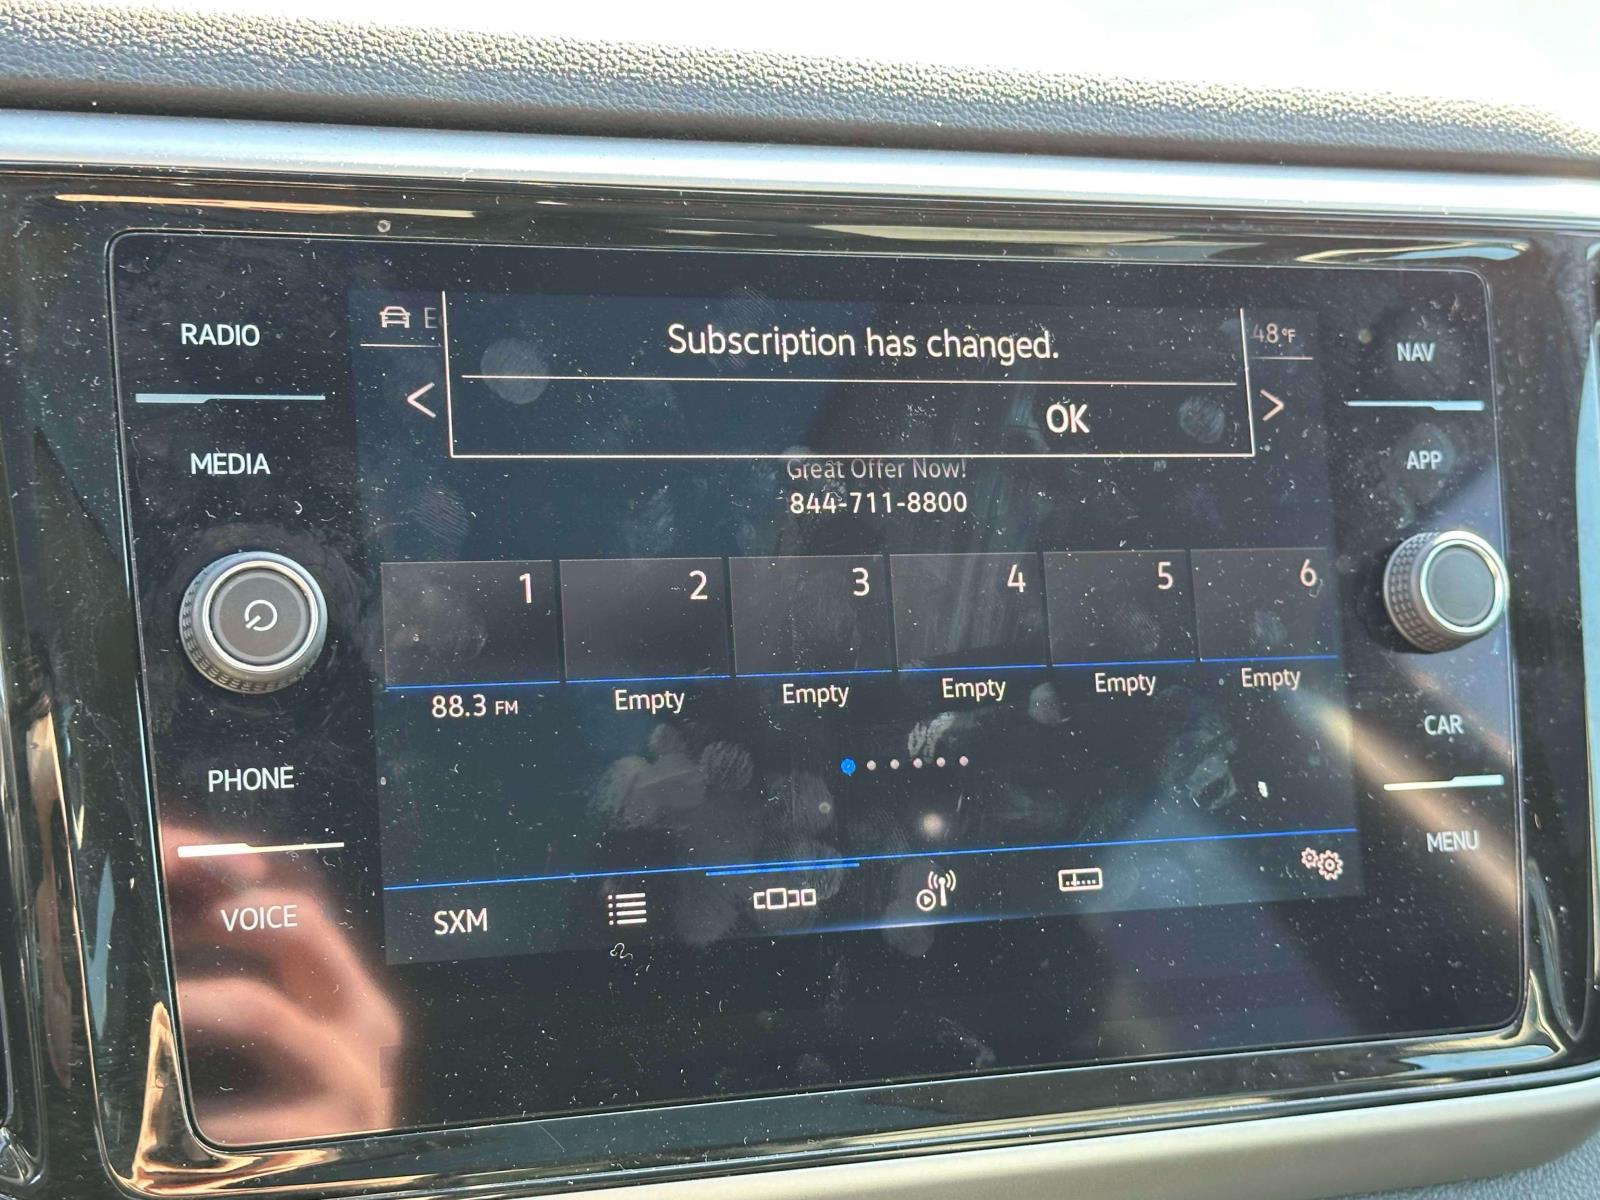 RADIO
MEDIA
PHONE
VOICE
E
Subscription has changed.
OK
48°F
<
>
Great Offer Now!
844-711-8800
1
2
3
4
5
6
88.3 FM
Empty
Empty
Empty
Empty
Empty
SXM
NAV
APP
CAR
MENU